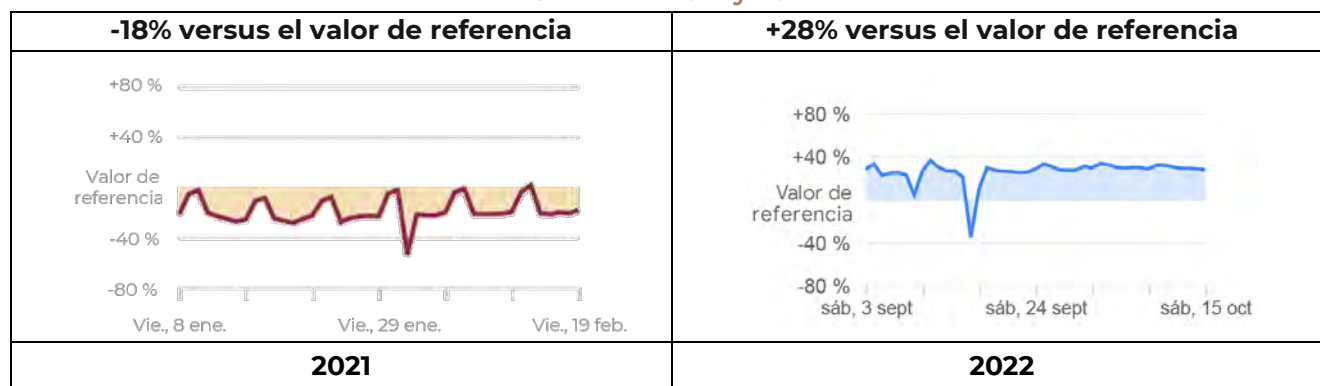 -18% versus el valor de referencia
+28% versus el valor de referencia
+80 %
+40 %
Valor de
referencia
-40 %
-80 %
Vie., 8 ene.
Vie., 29 ene.
Vie., 19 feb.
+80 %
+40 %
Valor de
referencia
-40 %
-80 %
sáb, 3 sept
sáb, 24 sept
sáb, 15 oct
2021
2022